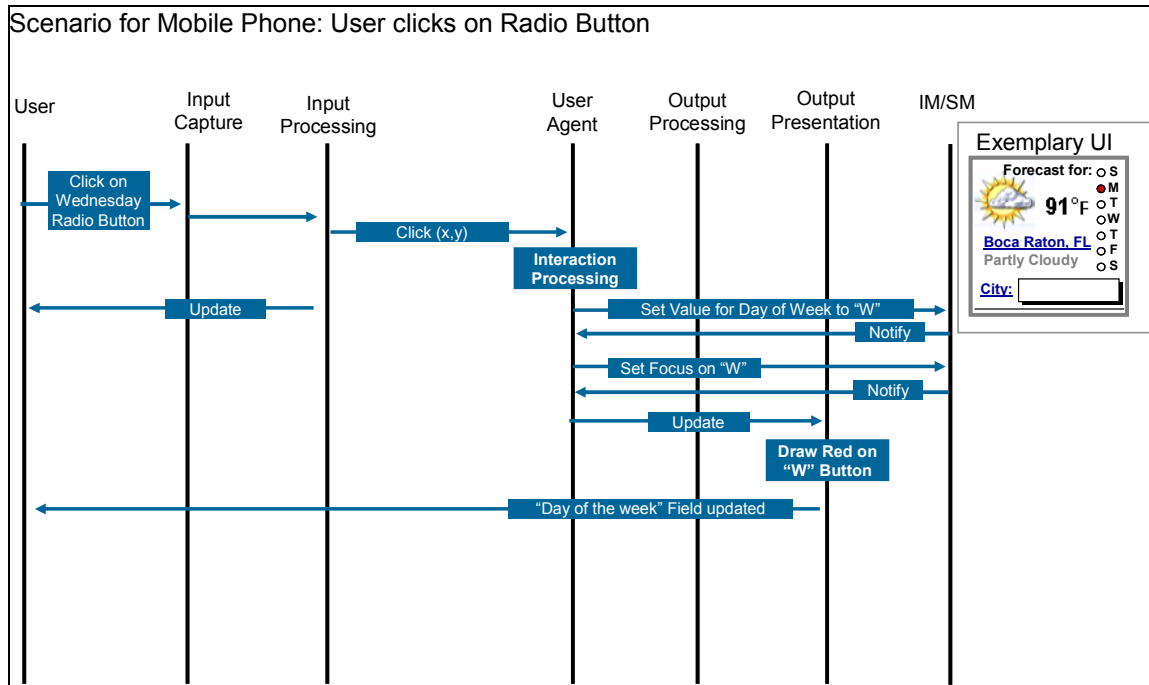 Scenario for Mobile Phone: User clicks on Radio Button
User
Input
Capture
Input
Processing
User
Agent
Output
Processing
Output
Presentation
IM/SM
Exemplary UI
Forecast for:
S
M
T
W
T
F
S
91°F
Boca Raton, FL
Partly Cloudy
City:
Click on
Wednesday
Radio Button
Click (x,y)
Interaction
Processing
Update
Set Value for Day of Week to “W”
Notify
Set Focus on “W”
Notify
Update
Draw Red on
“W” Button
“Day of the week” Field updated